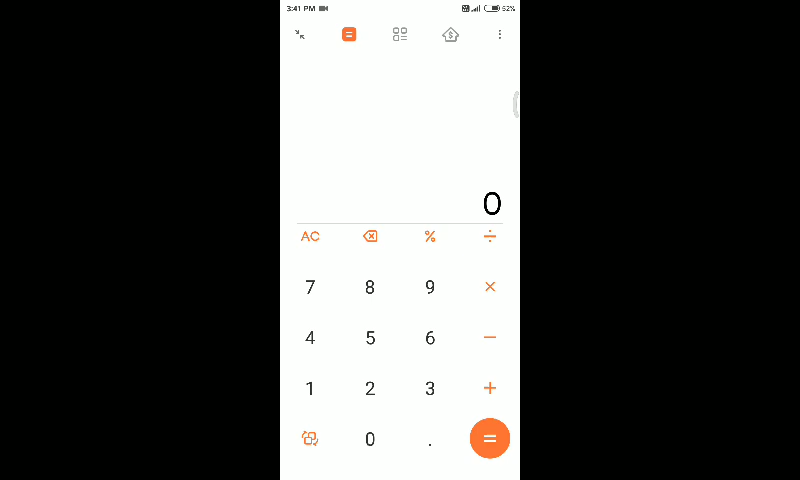 3:41 PM 52%
0
AC % ÷
7 8 9 ×
4 5 6 −
1 2 3 +
0 . =